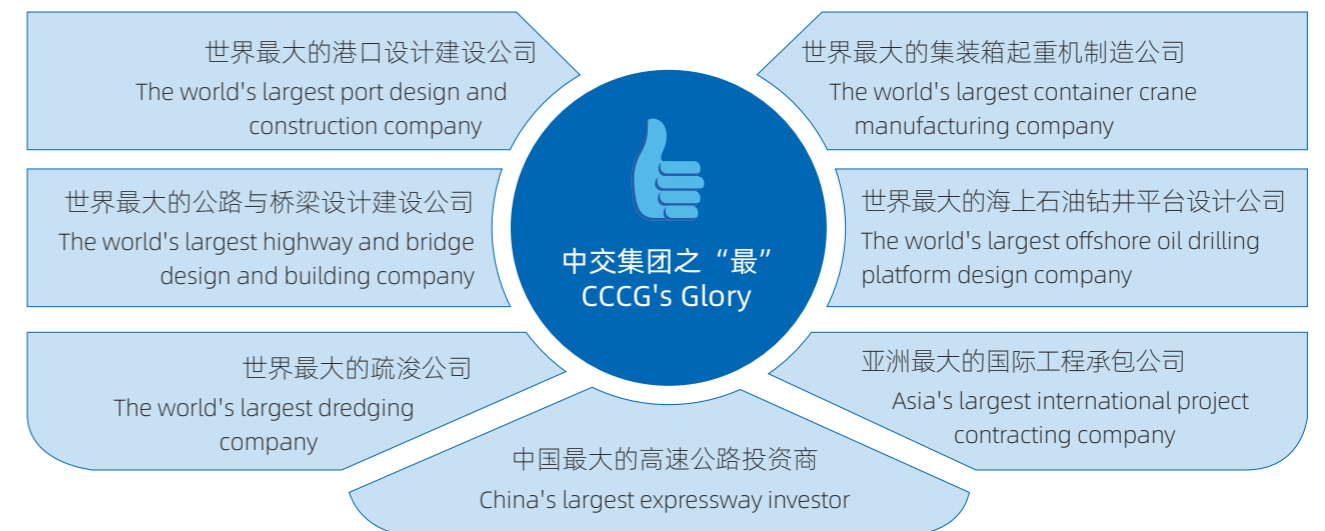 世界最大的港口设计建设公司
The world's largest port design and
construction company
世界最大的集装箱起重机制造公司
The world's largest container crane
manufacturing company
世界最大的公路与桥梁设计建设公司
The world's largest highway and bridge
design and building company
中交集团之“最”
CCCG's Glory
世界最大的海上石油钻井平台设计公司
The world's largest offshore oil drilling
platform design company
世界最大的疏浚公司
The world's largest dredging
company
亚洲最大的国际工程承包公司
Asia's largest international project
contracting company
中国最大的高速公路投资商
China's largest expressway investor